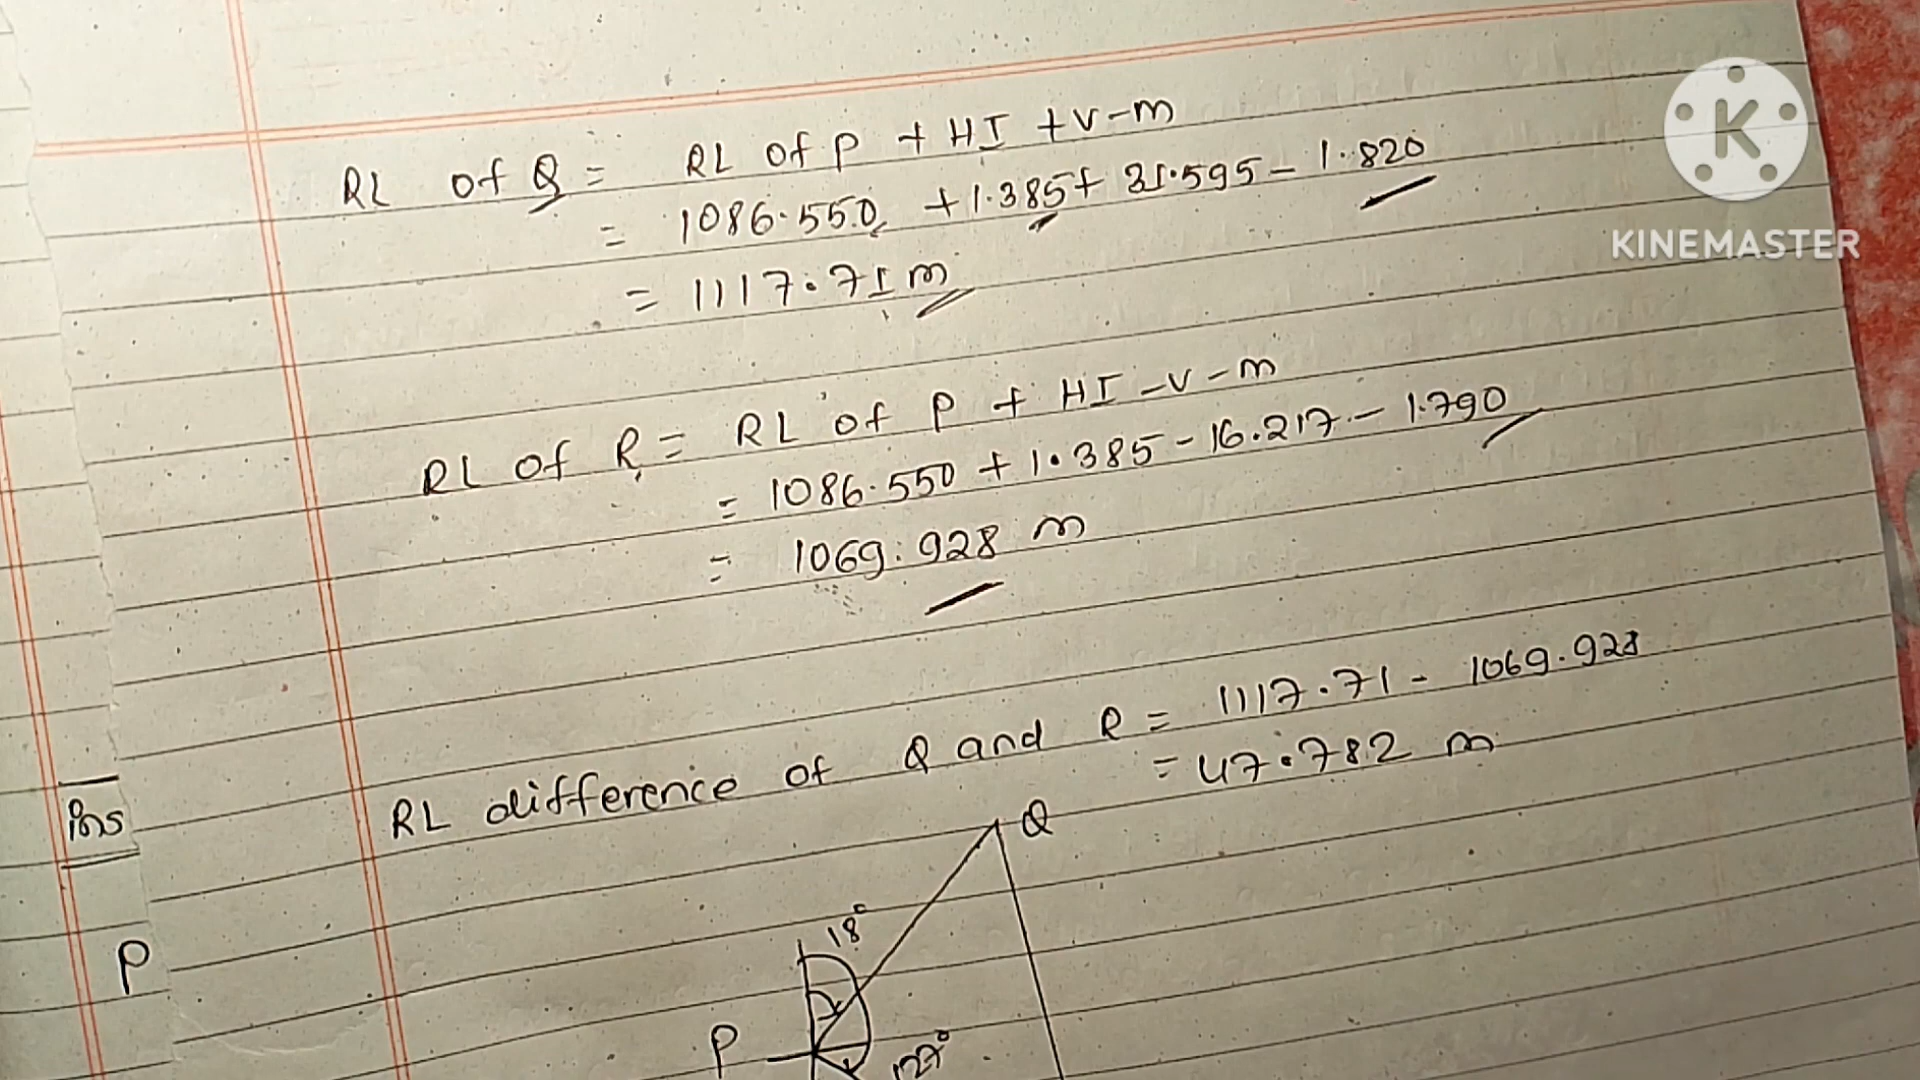 RL of Q = RL of P + HI + V - m
= 1086.550 + 1.385 + 31.595 - 1.820
= 1117.71 m
K
KINEMASTER
RL of R = RL of P + HI - V - m
= 1086.550 + 1.385 - 16.217 - 1.790
= 1069.928 m
RL difference of Q and R = 1117.71 - 1069.928
= 47.782 m
Q
18°
P
P
127°